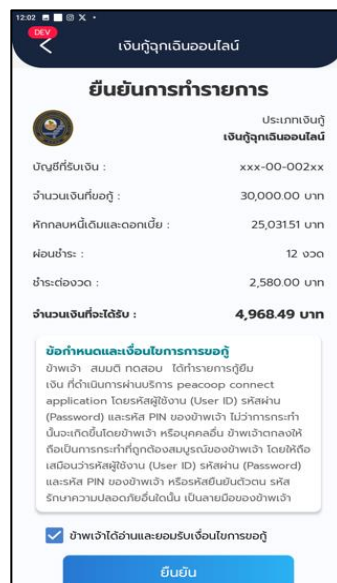 12:02
DEV
เงินกู้ฉุกเฉินออนไลน์
ยืนยันการทำรายการ
ประเภทเงินกู้
เงินกู้ฉุกเฉินออนไลน์
บัญชีที่รับเงิน : xxx-00-002xx
จำนวนเงินที่ขอกู้ : 30,000.00 บาท
หักกลบหนี้เดิมและดอกเบี้ย : 25,031.51 บาท
ผ่อนชำระ : 12 งวด
ชำระต่องวด : 2,580.00 บาท
จำนวนเงินที่จะได้รับ : 4,968.49 บาท
ข้อกำหนดและเงื่อนไขการการขอกู้
ข้าพเจ้า สมมติ ทดสอบ ได้ทำรายการกู้ยืม
เงิน ที่ดำเนินการผ่านบริการ peacoop connect
application โดยรหัสผู้ใช้งาน (User ID) รหัสผ่าน
(Password) และรหัส PIN ของข้าพเจ้า ไม่ว่าการกระทำ
นั้นจะเกิดขึ้นโดยข้าพเจ้า หรือบุคคลอื่น ข้าพเจ้าตกลงให้
ถือเป็นการกระทำที่ถูกต้องสมบูรณ์ของข้าพเจ้า โดยให้ถือ
เสมือนว่ารหัสผู้ใช้งาน (User ID) รหัสผ่าน (Password)
และรหัส PIN ของข้าพเจ้า หรือรหัสยืนยันตัวตน รหัส
รักษาความปลอดภัยอื่นใดนั้น เป็นลายมือของข้าพเจ้า
ข้าพเจ้าได้อ่านและยอมรับเงื่อนไขการขอกู้
ยืนยัน